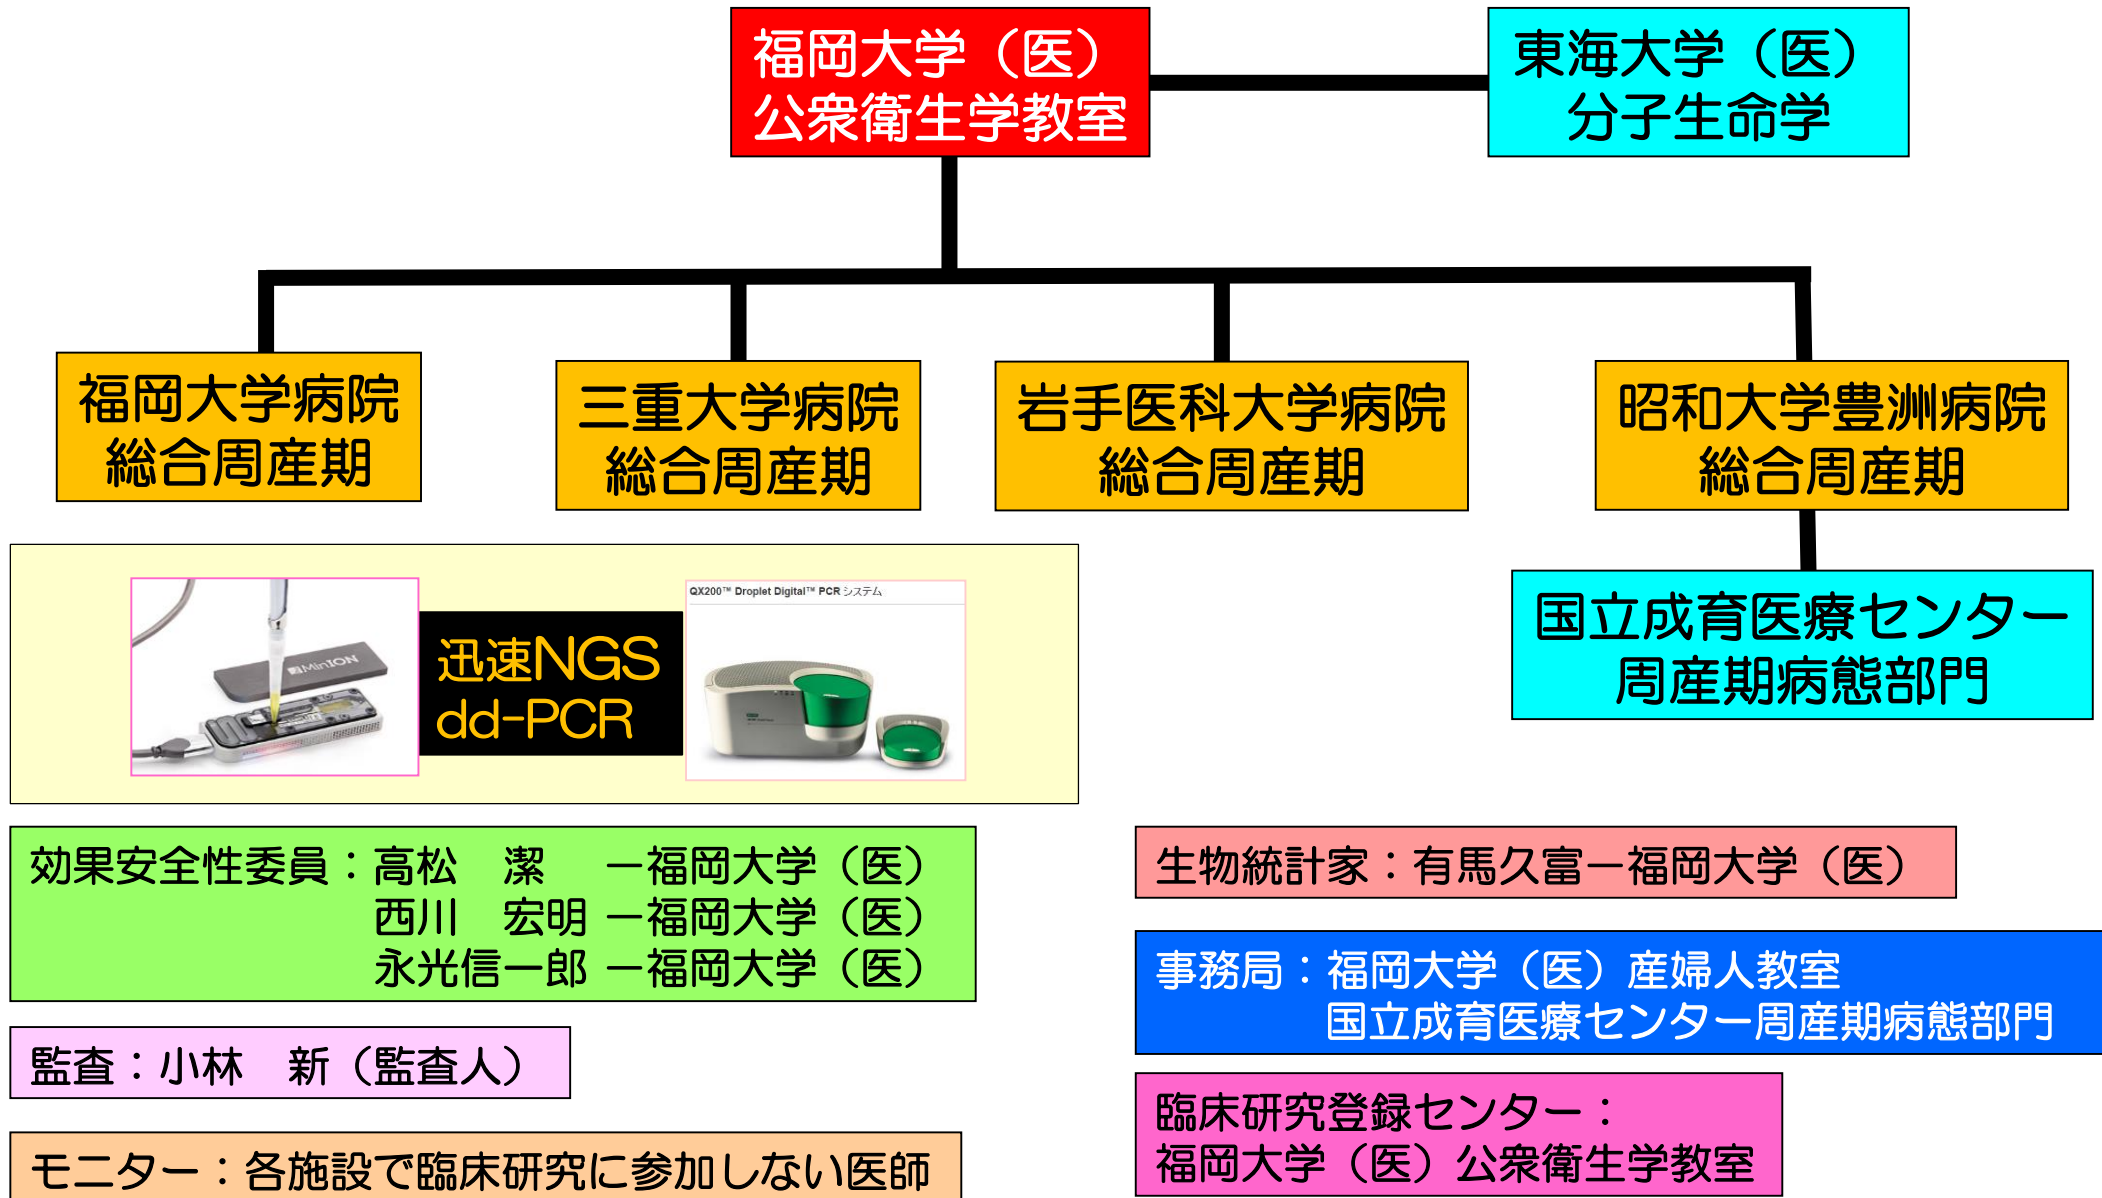 福岡大学（医）
公衆衛生学教室
東海大学（医）
分子生命学
福岡大学病院
総合周産期
三重大学病院
総合周産期
岩手医科大学病院
総合周産期
昭和大学豊洲病院
総合周産期
国立成育医療センター
周産期病態部門
MinION
迅速NGS
dd-PCR
QX200™ Droplet Digital™ PCR システム
効果安全性委員：高松　潔　ー福岡大学（医）
西川　宏明 ー福岡大学（医）
永光信一郎 ー福岡大学（医）
監査：小林　新（監査人）
モニター：各施設で臨床研究に参加しない医師
生物統計家：有馬久富ー福岡大学（医）
事務局：福岡大学（医）産婦人教室
国立成育医療センター周産期病態部門
臨床研究登録センター：
福岡大学（医）公衆衛生学教室